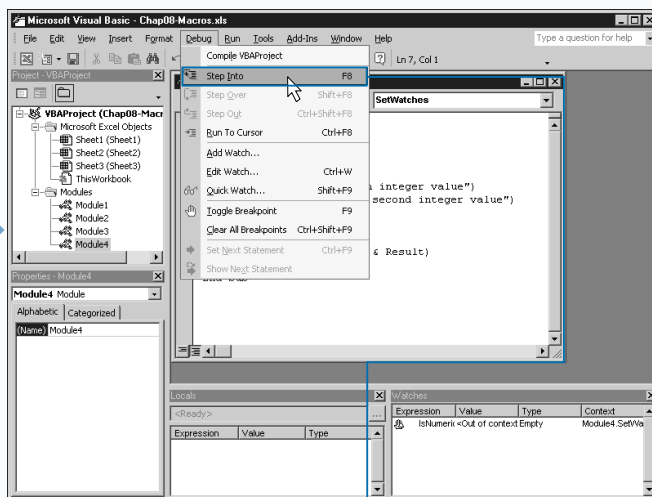 Microsoft Visual Basic - Chap08-Macros.xls
File Edit View Insert Format Debug Run Tools Add-Ins Window Help
Type a question for help
Ln 7, Col 1
Project - VBAProject
VBAProject (Chap08-Macr
Microsoft Excel Objects
Sheet1 (Sheet1)
Sheet2 (Sheet2)
Sheet3 (Sheet3)
ThisWorkbook
Modules
Module1
Module2
Module3
Module4
Properties - Module4
Module4 Module
Alphabetic Categorized
(Name) Module4
Compile VBAProject
Step Into F8
Step Over Shift+F8
Step Out Ctrl+Shift+F8
Run To Cursor Ctrl+F8
Add Watch...
Edit Watch... Ctrl+W
Quick Watch... Shift+F9
Toggle Breakpoint F9
Clear All Breakpoints Ctrl+Shift+F9
Set Next Statement Ctrl+F9
Show Next Statement
SetWatches
integer value")
second integer value")
& Result)
Locals
<Ready>
...
Expression Value Type
Watches
Expression Value Type Context
<Out of context Empty